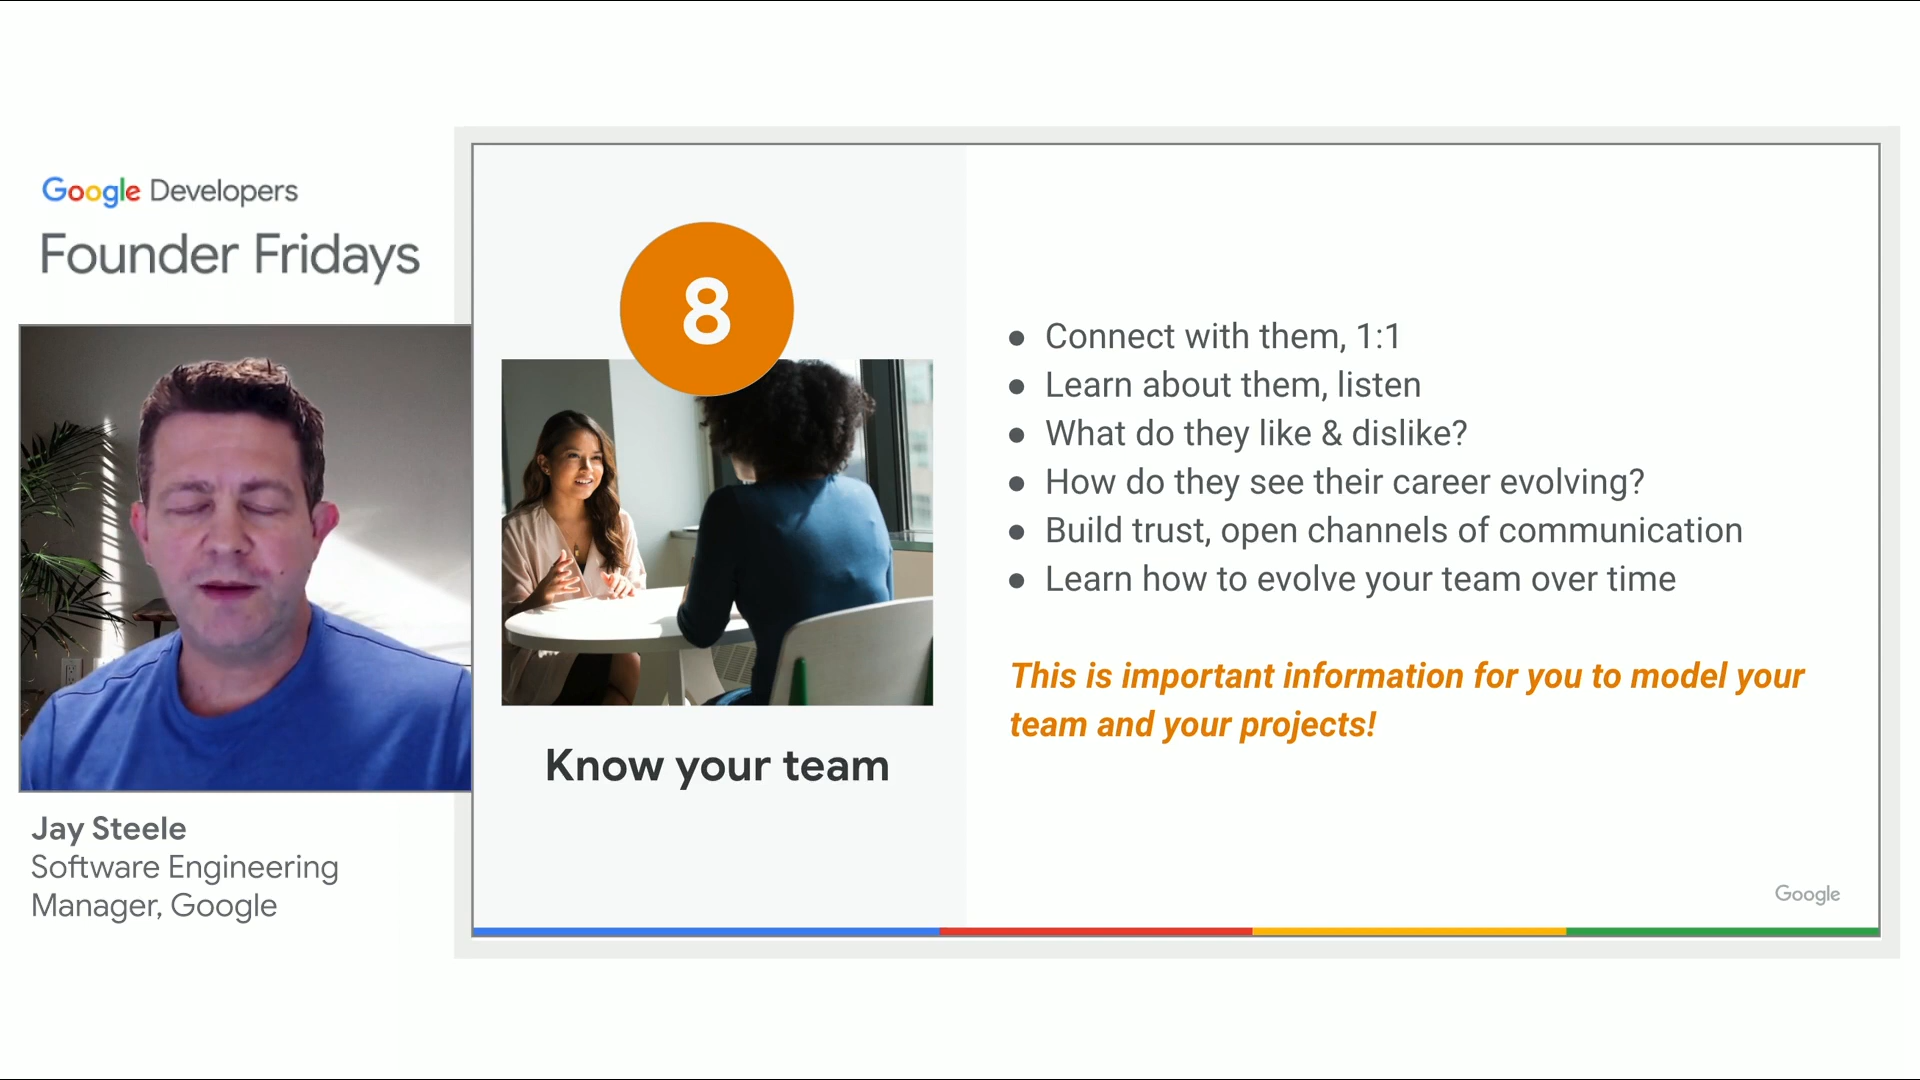 Google Developers
Founder Fridays
Jay Steele
Software Engineering
Manager, Google
8
Know your team
● Connect with them, 1:1
● Learn about them, listen
● What do they like & dislike?
● How do they see their career evolving?
● Build trust, open channels of communication
● Learn how to evolve your team over time
This is important information for you to model your
team and your projects!
Google